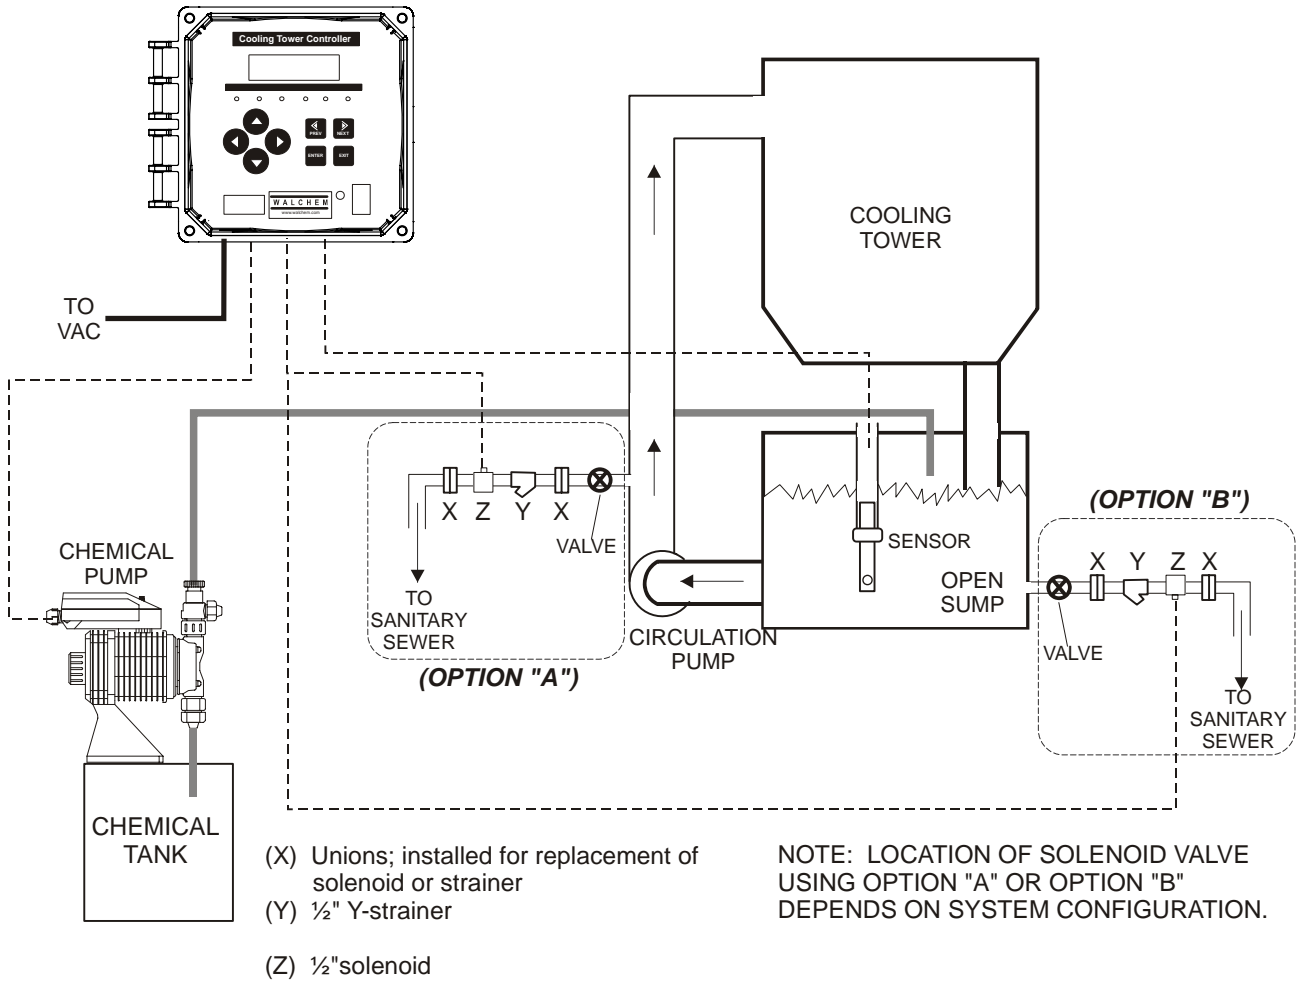 Cooling Tower Controller
PREV
NEXT
ENTER
EXIT
WALCHEM
www.walchem.com
TO
VAC
COOLING
TOWER
X Z Y X
VALVE
TO
SANITARY
SEWER
(OPTION "A")
SENSOR
OPEN
SUMP
CIRCULATION
PUMP
(OPTION "B")
X Y Z X
VALVE
TO
SANITARY
SEWER
CHEMICAL
PUMP
CHEMICAL
TANK
(X) Unions; installed for replacement of
solenoid or strainer
(Y) ½" Y-strainer
(Z) ½"solenoid
NOTE: LOCATION OF SOLENOID VALVE
USING OPTION "A" OR OPTION "B"
DEPENDS ON SYSTEM CONFIGURATION.